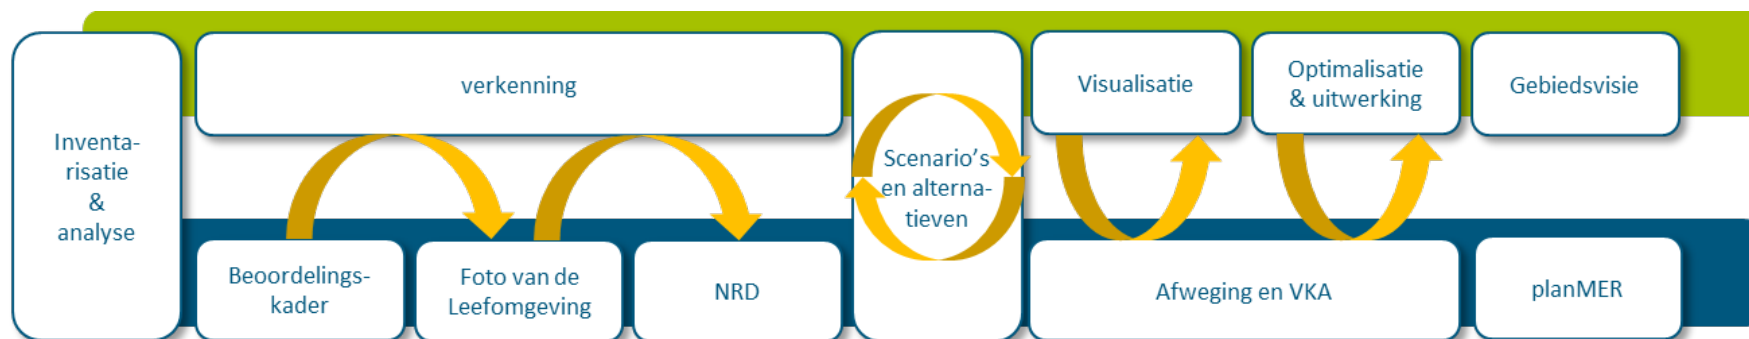 Inventa-
risatie
&
analyse
verkenning
Beoordelings-
kader
Foto van de
Leefomgeving
NRD
Scenario's
en alterna-
tieven
Visualisatie
Optimalisatie
& uitwerking
Gebiedsvisie
Afweging en VKA
planMER